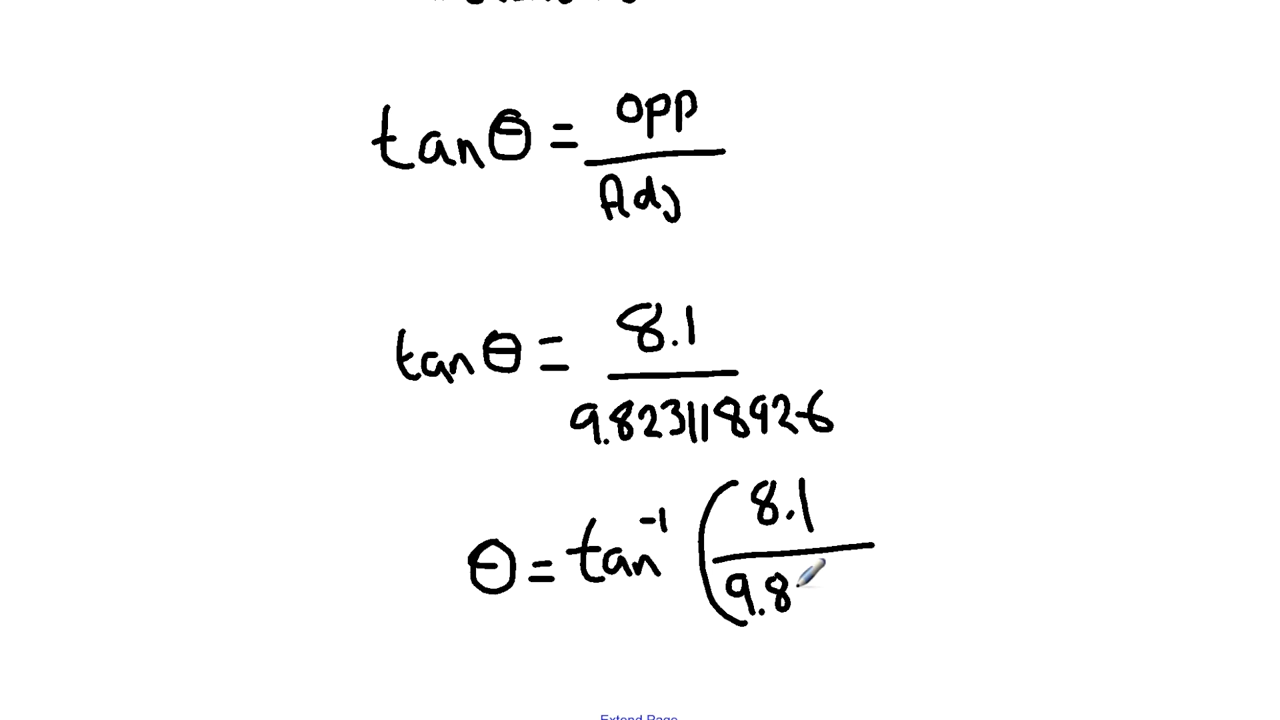 tanθ = opp / Adj
tanθ = 8.1 / 9.823118926
θ = tan⁻¹ ( 8.1 / 9.8
Extend Page